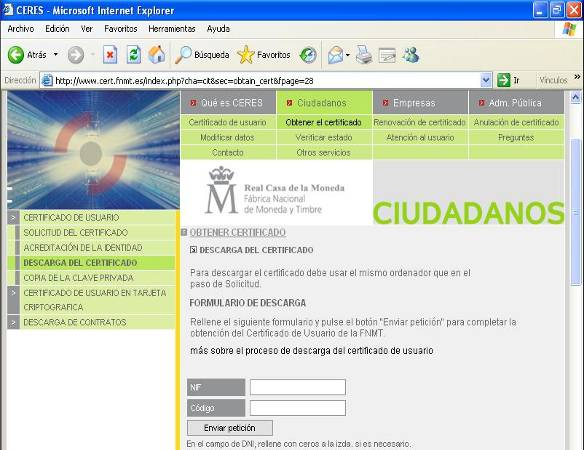 CERES - Microsoft Internet Explorer
Archivo Edición Ver Favoritos Herramientas Ayuda
Atrás Búsqueda Favoritos
Dirección http://www.cert.fnmt.es/index.php?cha=cit&sec=obtain_cert&fpage=28 Ir Vínculos »
Qué es CERES Ciudadanos Empresas Adm. Pública
Certificado de usuario Obtener el certificado Renovación de certificado Anulación de certificado
Modificar datos Verificar estado Atención al usuario Preguntas
Contacto Otros servicios
Real Casa de la Moneda
Fábrica Nacional
de Moneda y Timbre
CIUDADANOS
> CERTIFICADO DE USUARIO
SOLICITUD DEL CERTIFICADO
ACREDITACIÓN DE LA IDENTIDAD
DESCARGA DEL CERTIFICADO
COPIA DE LA CLAVE PRIVADA
> CERTIFICADO DE USUARIO EN TARJETA
CRIPTOGRAFICA
> DESCARGA DE CONTRATOS
OBTENER CERTIFICADO
DESCARGA DEL CERTIFICADO
Para descargar el certificado debe usar el mismo ordenador que en el
paso de Solicitud.
FORMULARIO DE DESCARGA
Rellene el siguiente formulario y pulse el botón "Enviar petición" para completar la
obtención del Certificado de Usuario de la FNMT.
más sobre el proceso de descarga del certificado de usuario
NIF
Código
Enviar petición
En el campo de DNI, rellene con ceros a la izda. si es necesario.